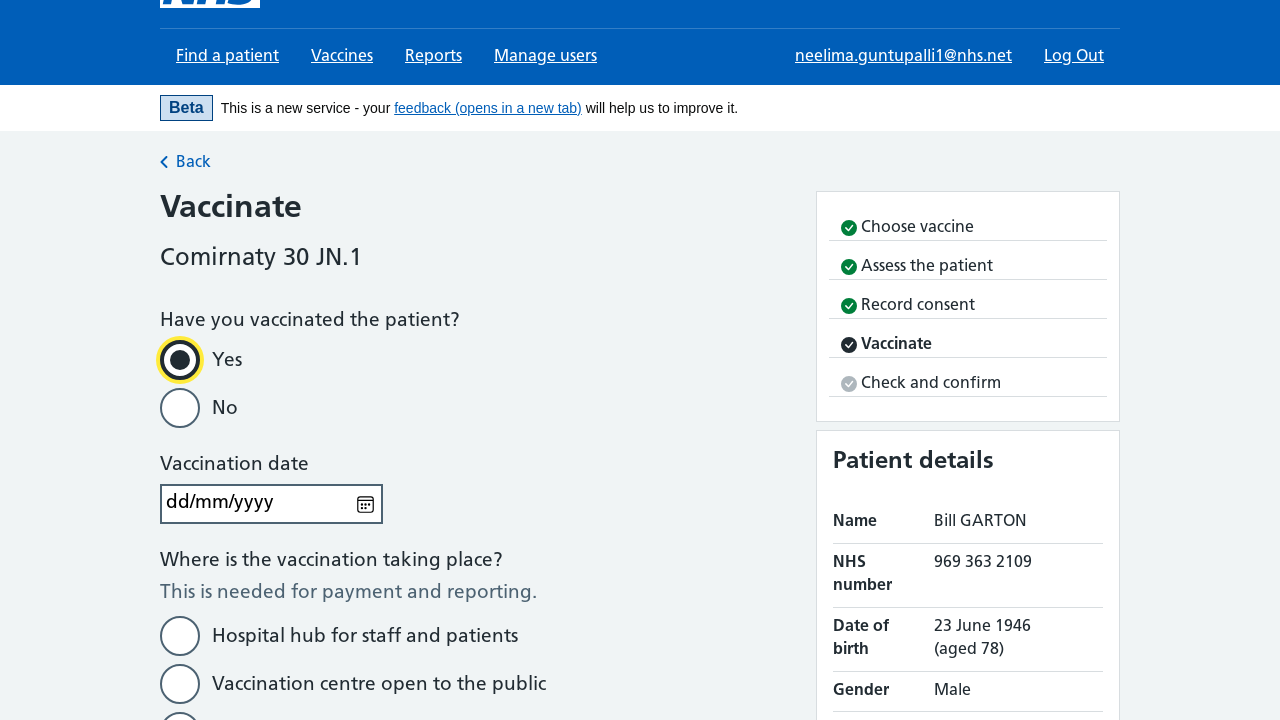 NHS
Find a patient Vaccines Reports Manage users neelima.guntupalli1@nhs.net Log Out
Beta This is a new service - your feedback (opens in a new tab) will help us to improve it.
Back
Vaccinate
Comirnaty 30 JN.1
Have you vaccinated the patient?
Yes
No
Vaccination date
dd/mm/yyyy
Where is the vaccination taking place?
This is needed for payment and reporting.
Hospital hub for staff and patients
Vaccination centre open to the public
Choose vaccine
Assess the patient
Record consent
Vaccinate
Check and confirm
Patient details
Name Bill GARTON
NHS 969 363 2109
number
Date of 23 June 1946
birth (aged 78)
Gender Male